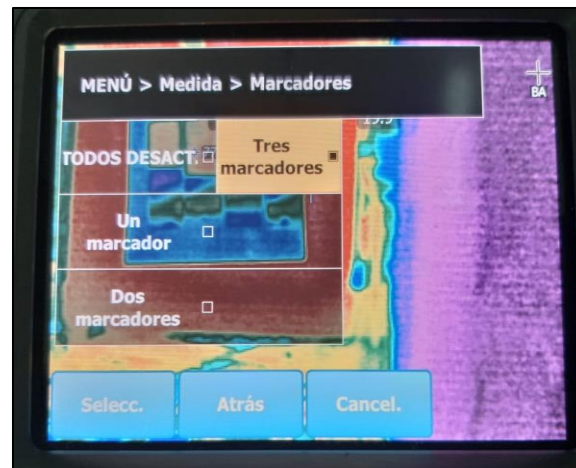 MENÚ > Medida > Marcadores
BA
TODOS DESACT.
Tres
marcadores
Un
marcador
Dos
marcadores
Selecc.
Atrás
Cancel.